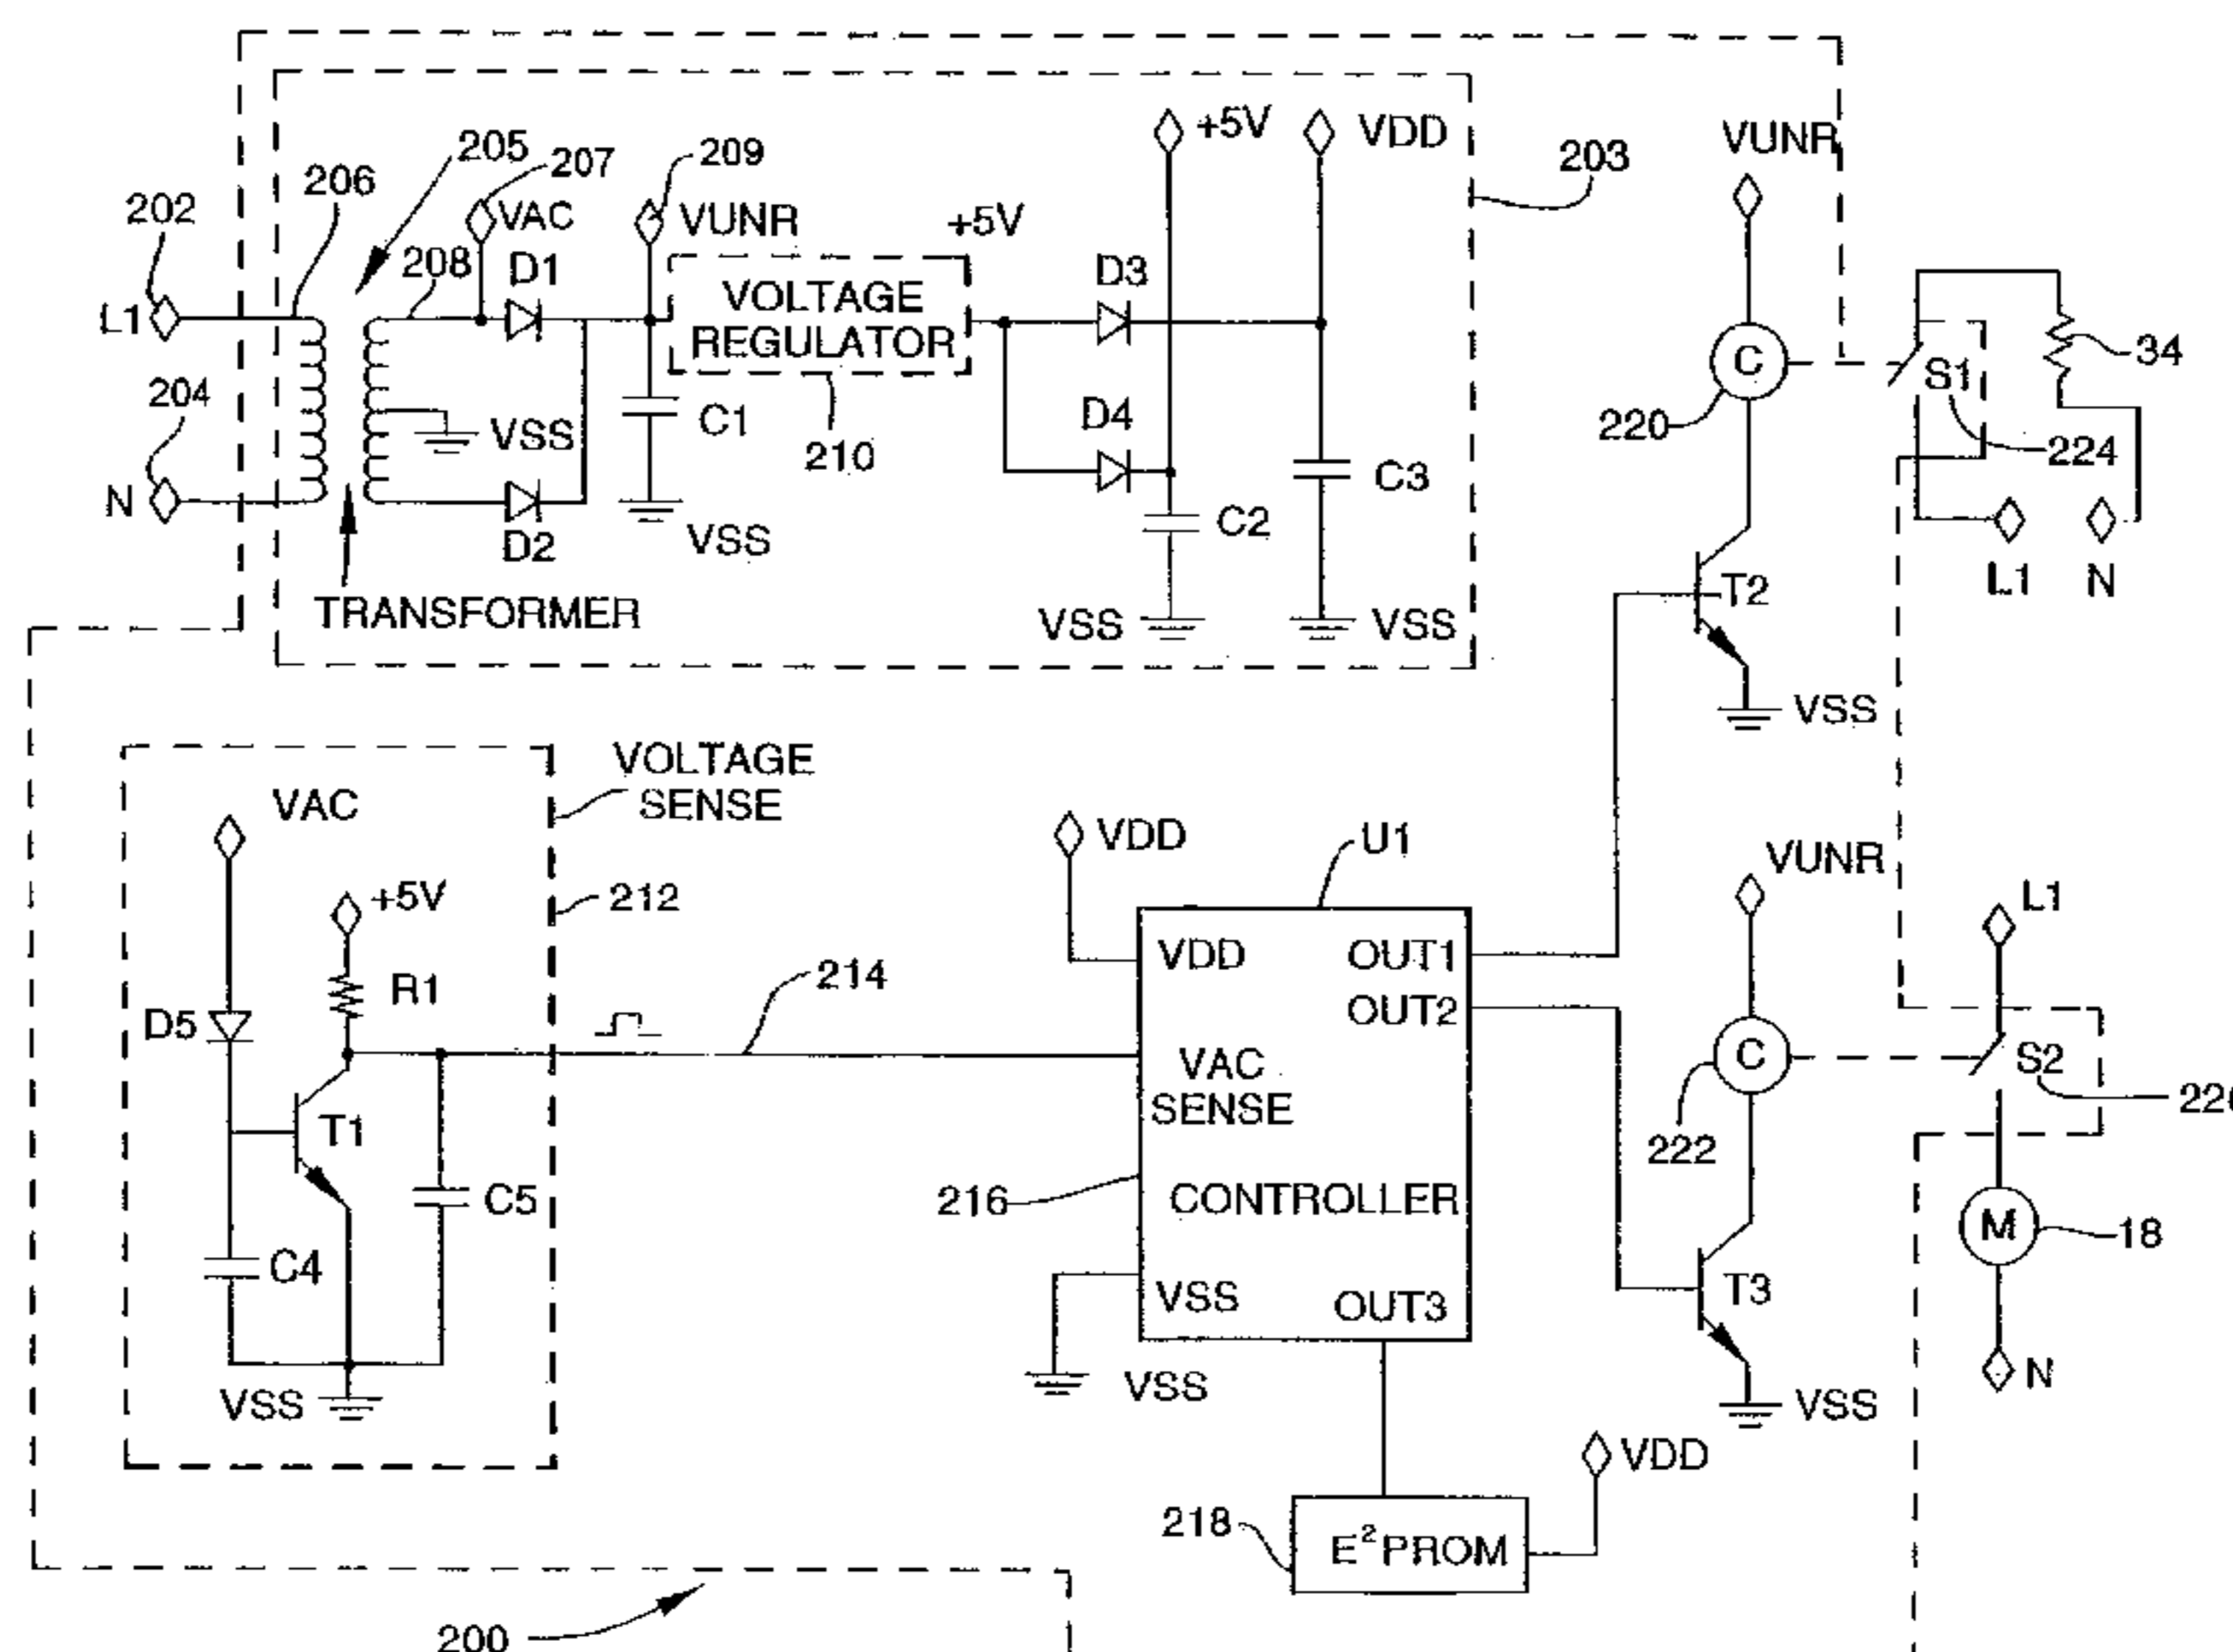 202
206
205
207
209
+5V
VDD
203
VUNR
L1
208
VAC
D1
VUNR
+5V
VOLTAGE
REGULATOR
D3
C
S1
34
204
N
VSS
D2
C1
VSS
210
D4
C2
C3
220
224
L1
N
TRANSFORMER
VSS
VSS
T2
VSS
VOLTAGE
SENSE
VAC
+5V
212
R1
D5
T1
C4
C5
VSS
214
VDD
U1
VDD
OUT1
OUT2
VAC
SENSE
216
CONTROLLER
VSS
OUT3
VSS
VUNR
L1
C
S2
222
M
18
T3
N
VSS
VDD
218
E²PROM
200